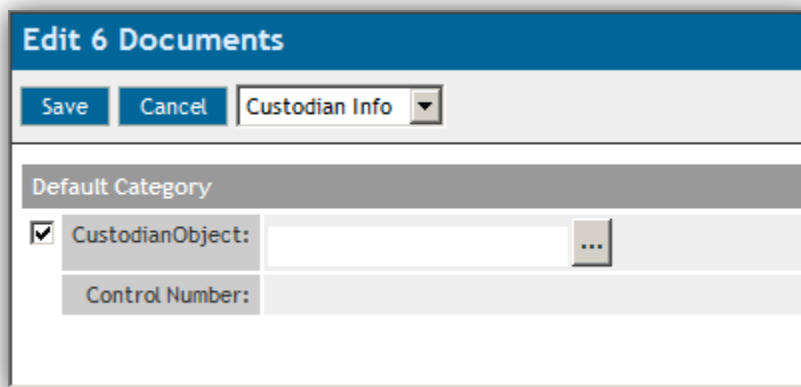 Edit 6 Documents
Save Cancel Custodian Info
Default Category
CustodianObject: ...
Control Number: